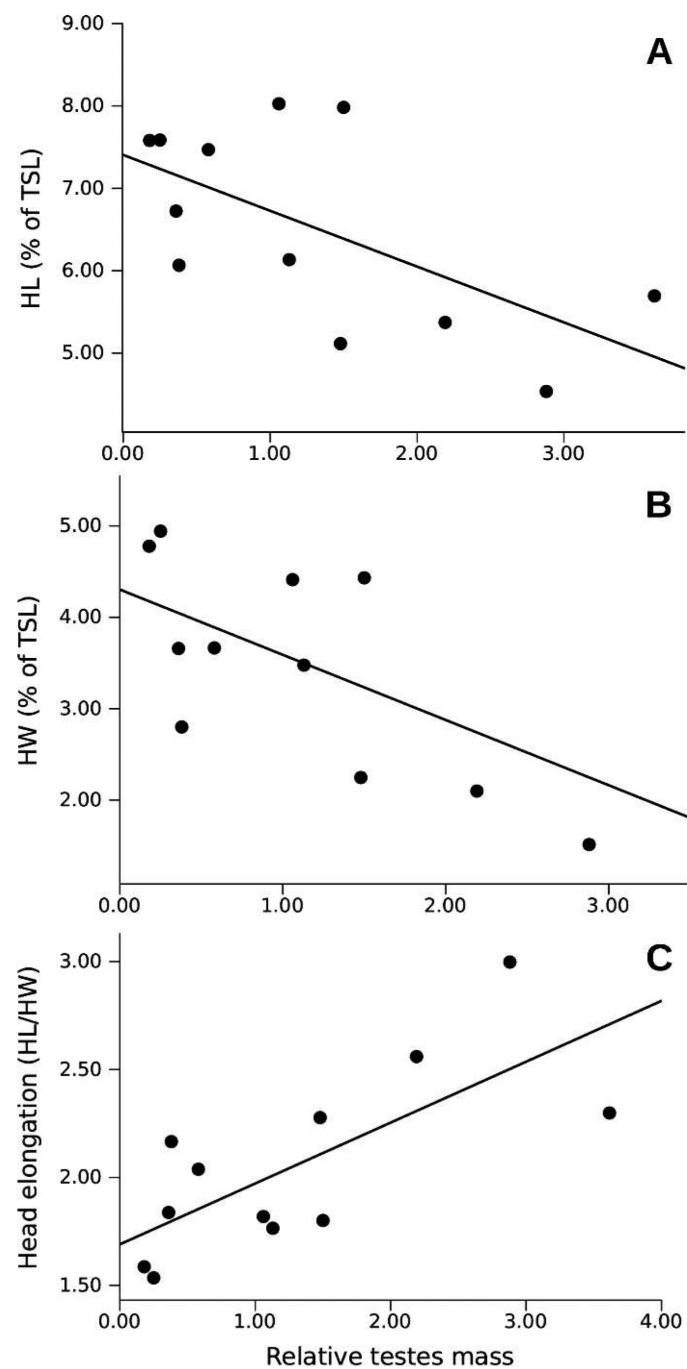 9.00
A
8.00
7.00
6.00
5.00
HL (% of TSL)
0.00 1.00 2.00 3.00
B
5.00
4.00
3.00
2.00
HW (% of TSL)
0.00 1.00 2.00 3.00
C
3.00
2.50
2.00
1.50
Head elongation (HL/HW)
0.00 1.00 2.00 3.00 4.00
Relative testes mass